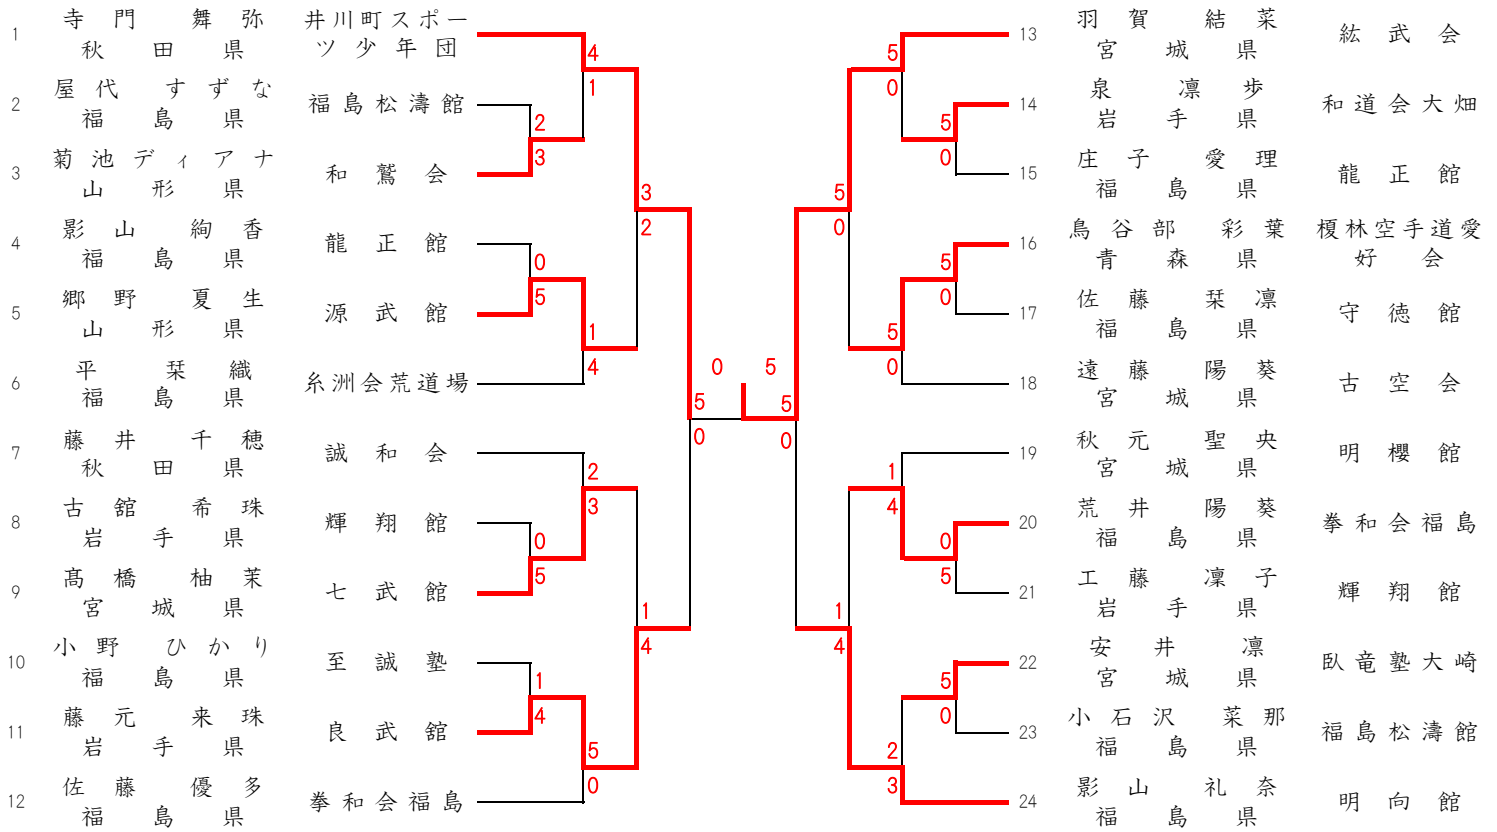 1 寺門 舞弥 井川町スポー
秋田県 ツ少年団
2 屋代 すずな 福島松濤館
福島県
3 菊池ディアナ 和鷲会
山形県
4 影山 絢香 龍正館
福島県
5 郷野 夏生 源武館
山形県
6 平 栞織 糸洲会荒道場
福島県
7 藤井 千穂 誠和会
秋田県
8 古舘 希珠 輝翔館
岩手県
9 髙橋 柚茉 七武館
宮城県
10 小野 ひかり 至誠塾
福島県
11 藤元 来珠 良武舘
岩手県
12 佐藤 優多 拳和会福島
福島県
4
1
2
3
3
2
0
5
1
4
5
0
2
3
0
5
1
4
1
4
5
0
0 5
5
0
5
0
5
0
5
0
5
0
5
0
1
4
0
5
1
4
5
0
2
3
13 羽賀 結菜 紘武会
宮城県
14 泉 凛歩 和道会大畑
岩手県
15 庄子 愛理 龍正館
福島県
16 鳥谷部 彩葉 榎林空手道愛
青森県 好会
17 佐藤 栞凛 守徳館
福島県
18 遠藤 陽葵 古空会
宮城県
19 秋元 聖央 明櫻館
宮城県
20 荒井 陽葵 拳和会福島
福島県
21 工藤 凜子 輝翔館
岩手県
22 安井 凛 臥竜塾大崎
宮城県
23 小石沢 菜那 福島松濤館
福島県
24 影山 礼奈 明向館
福島県